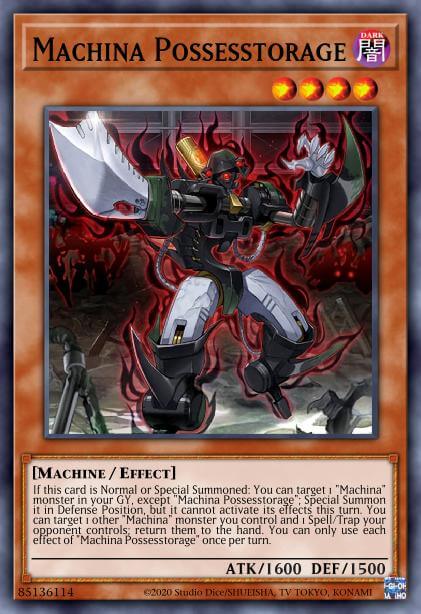 MACHINA POSSESSTORAGE
DARK
闇
[MACHINE / EFFECT]
If this card is Normal or Special Summoned: You can target 1 "Machina"
monster in your GY, except "Machina Possesstorage"; Special Summon
it in Defense Position, but it cannot activate its effects this turn. You
can target 1 other "Machina" monster you control and 1 Spell/Trap your
opponent controls; return them to the hand. You can only use each
effect of "Machina Possesstorage" once per turn.
ATK/1600 DEF/1500
85136114
©2020 Studio Dice/SHUEISHA, TV TOKYO, KONAMI